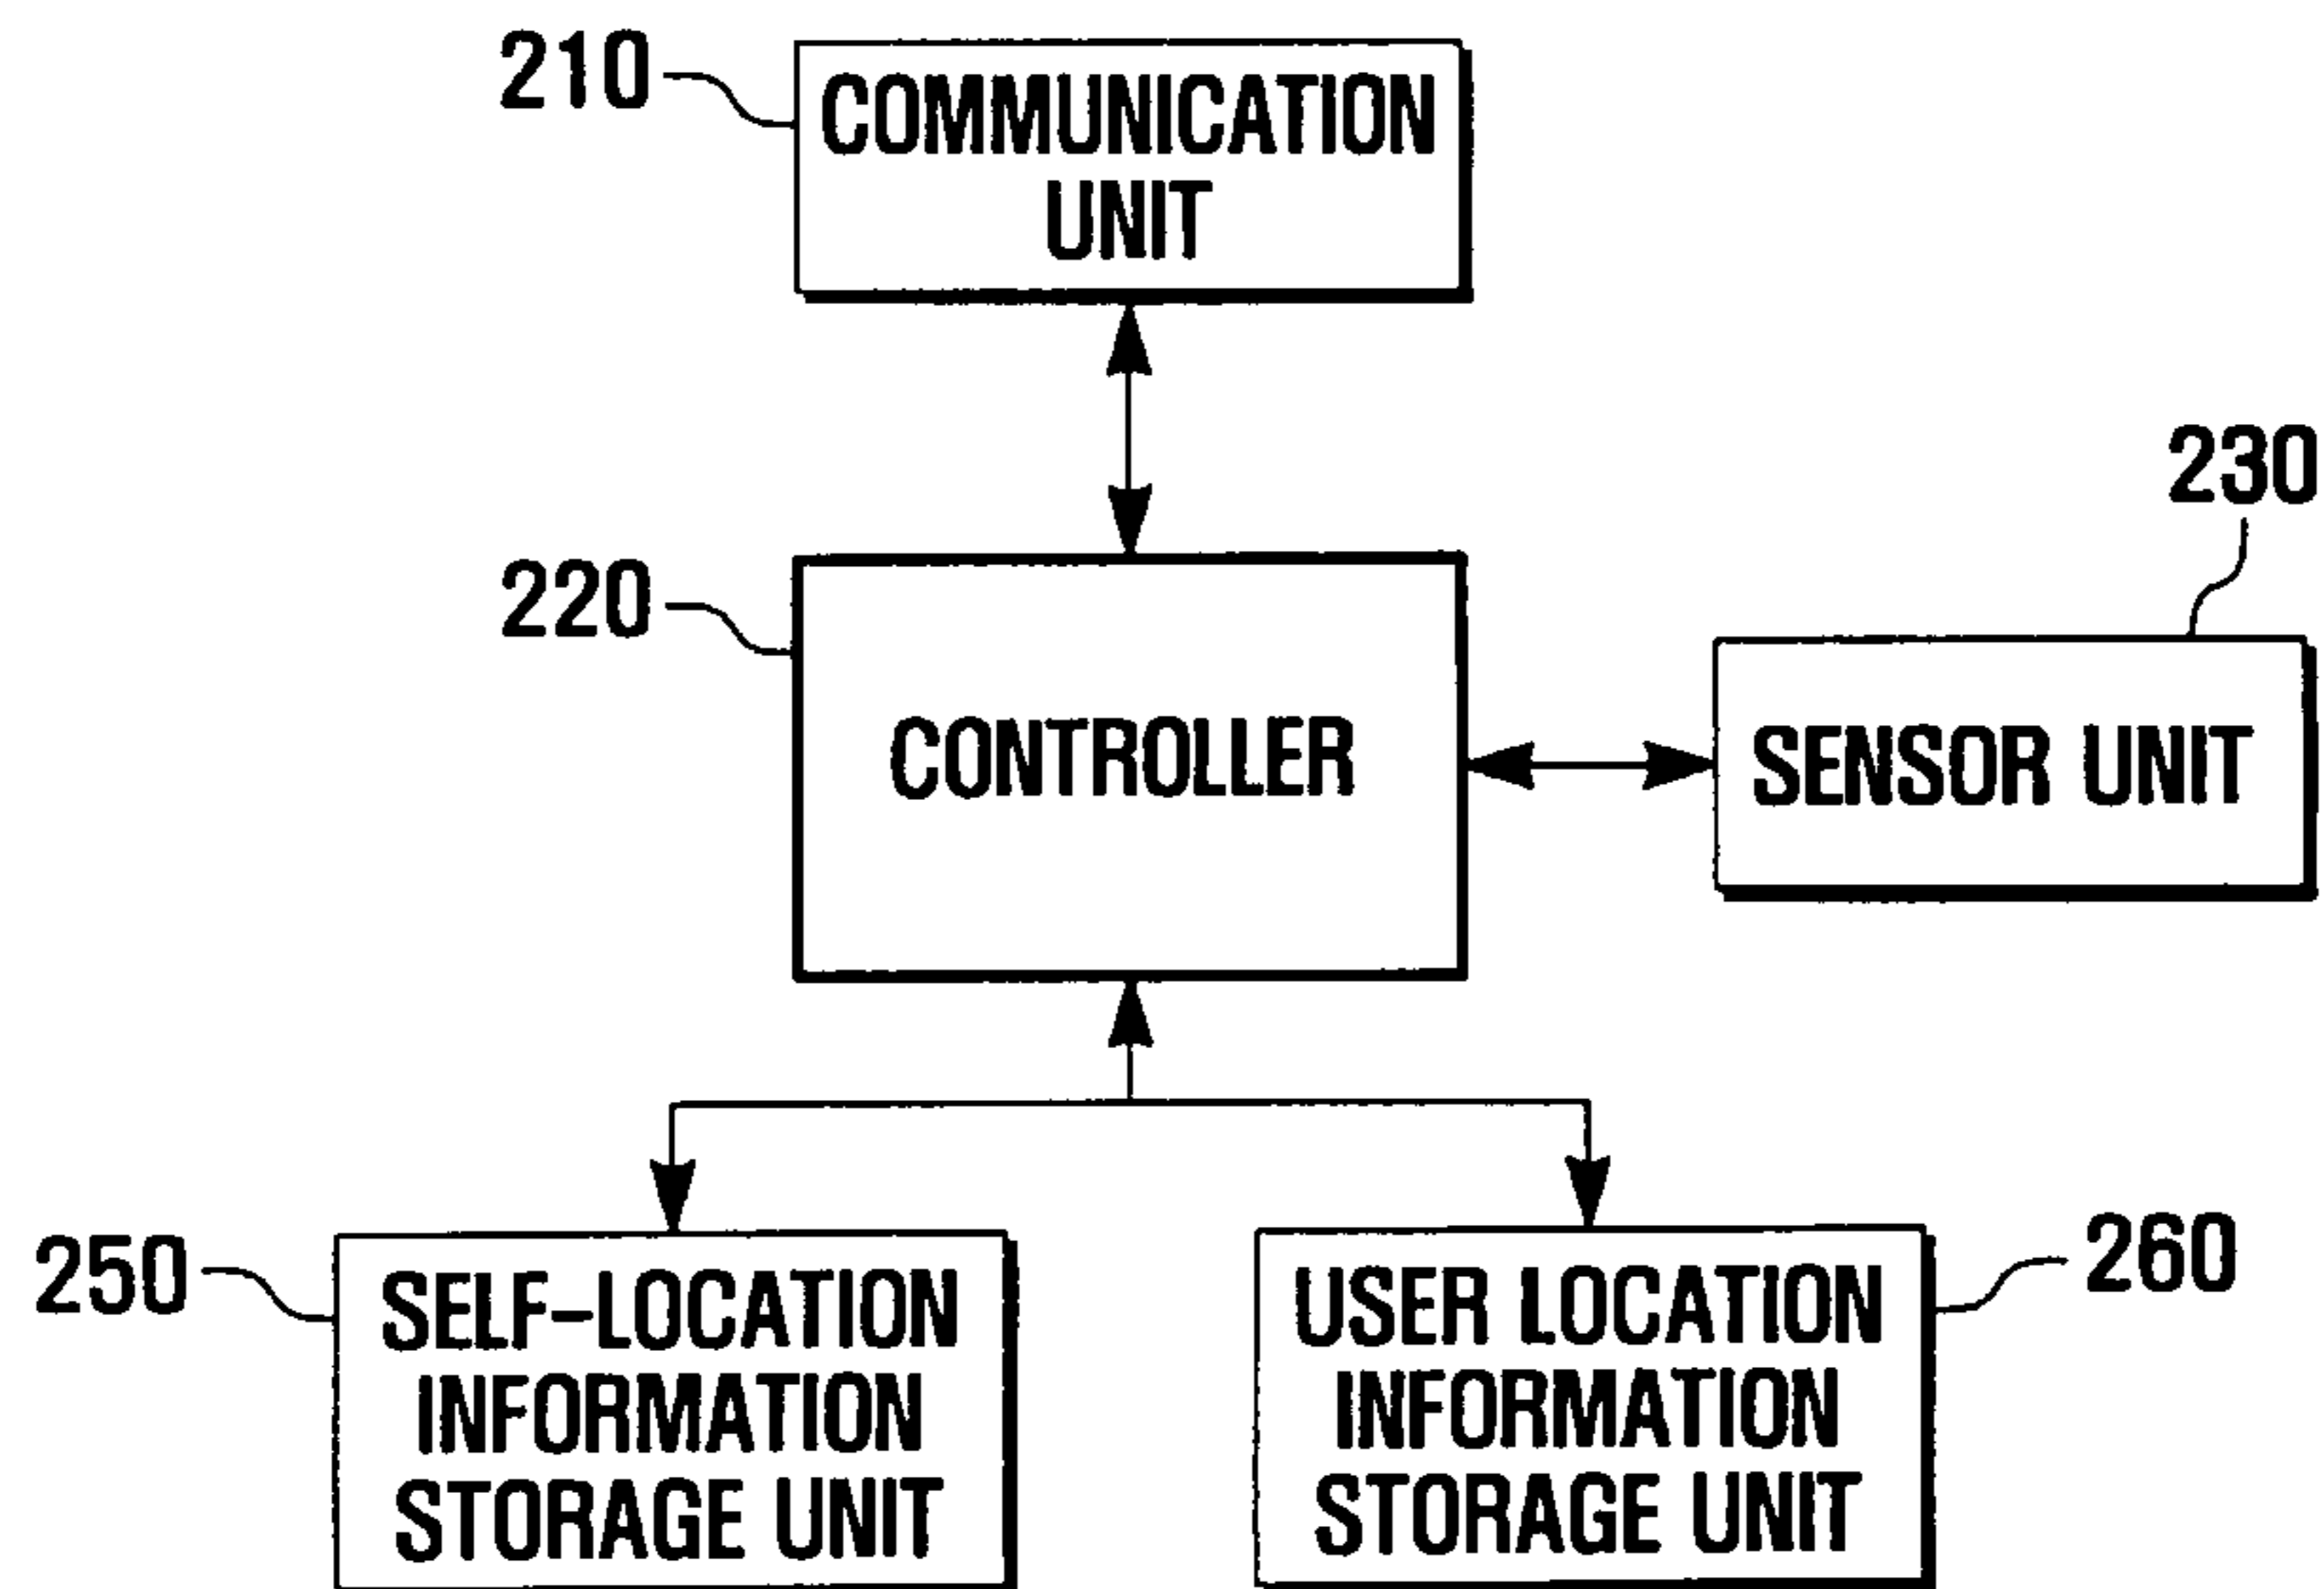 210
COMMUNICATION
UNIT
230
220
CONTROLLER
SENSOR UNIT
250
SELF-LOCATION
INFORMATION
STORAGE UNIT
USER LOCATION
INFORMATION
STORAGE UNIT
260